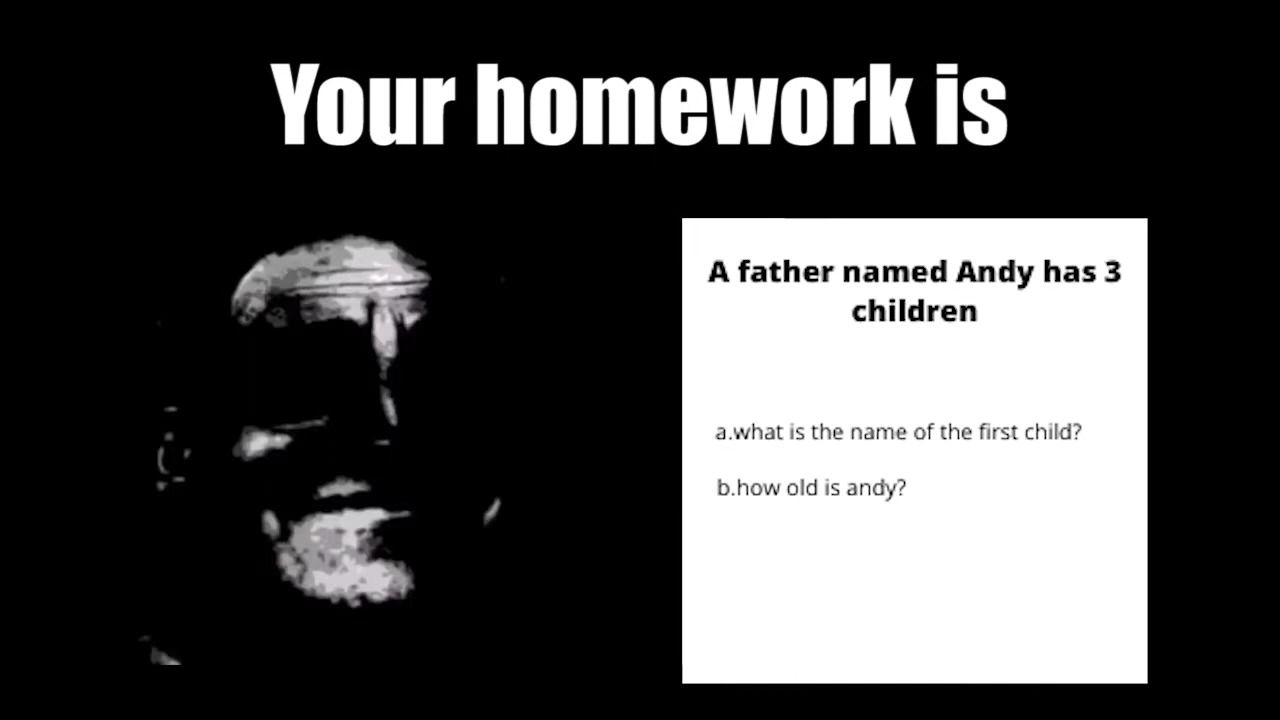 Your homework is
A father named Andy has 3
children
a.what is the name of the first child?
b.how old is andy?